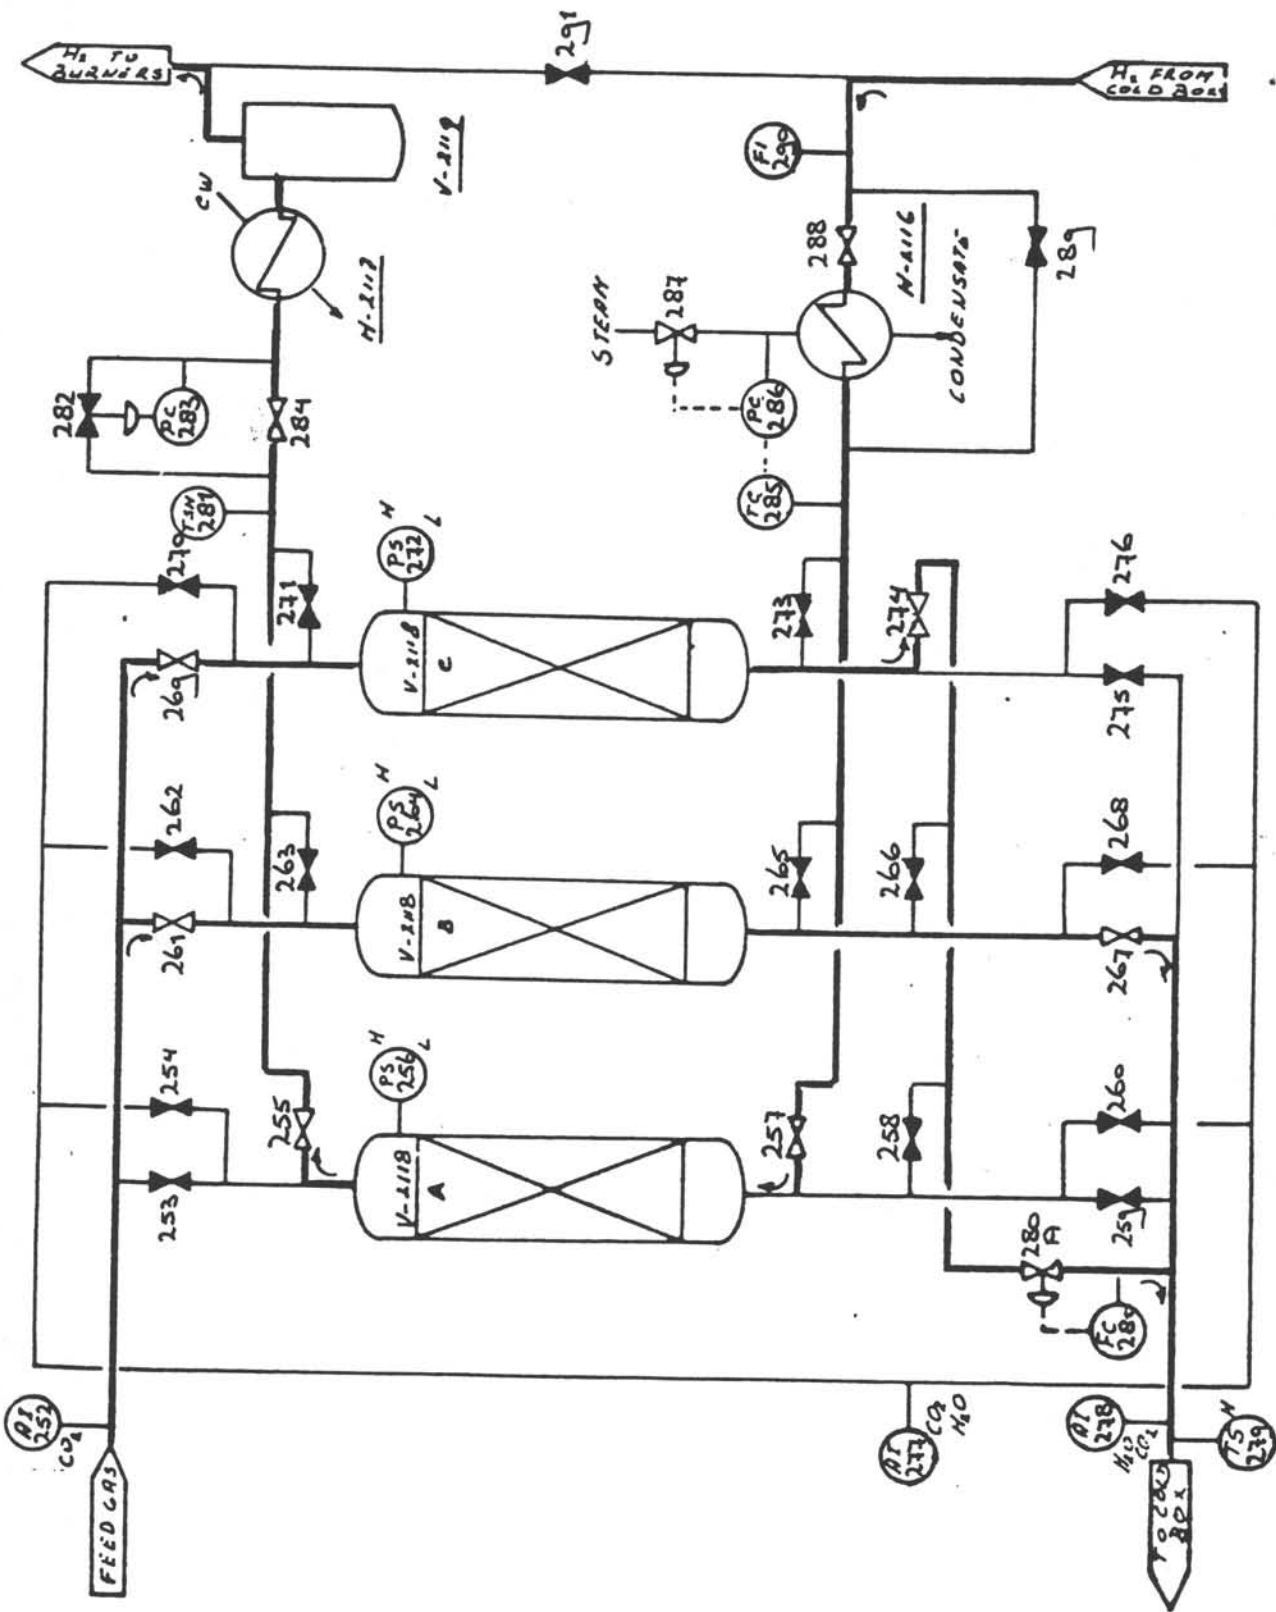 FEED GAS
AI
252
CO₂
253
254
261
262
269
270
V-2118
A
V-2118
B
V-2118
C
255
PS
256
H
L
257
258
259
260
263
PS
264
H
L
265
266
267
268
271
PS
272
H
L
273
274
275
276
AI
277
CO₂
H₂O
AI
278
H₂O
CO₂
TS
279
H
TO COLD
BOX
280
A
FC
280
TSH
281
282
PC
283
284
CW
H-2117
V-2119
H₂ TO
BURNERS
TC
285
PC
286
STEAM
287
288
H-2116
CONDENSATE
289
FI
290
291
H₂ FROM
COLD BOX